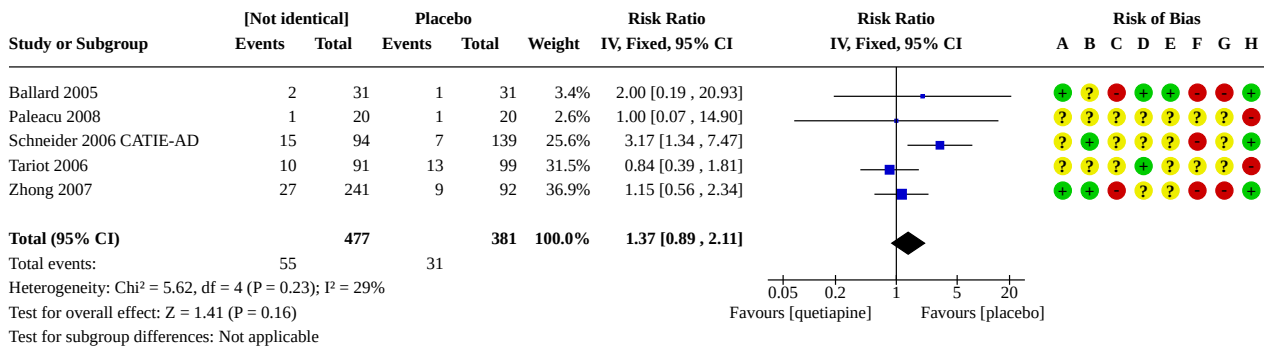 [Not identical] Placebo Risk Ratio Risk Ratio Risk of Bias
Study or Subgroup Events Total Events Total Weight IV, Fixed, 95% CI IV, Fixed, 95% CI A B C D E F G H
Ballard 2005 2 31 1 31 3.4% 2.00 [0.19 , 20.93] + ? - + + - - +
Paleacu 2008 1 20 1 20 2.6% 1.00 [0.07 , 14.90] ? ? ? ? ? ? ? -
Schneider 2006 CATIE-AD 15 94 7 139 25.6% 3.17 [1.34 , 7.47] ? + ? ? ? - ? +
Tariot 2006 10 91 13 99 31.5% 0.84 [0.39 , 1.81] ? ? ? + ? ? ? -
Zhong 2007 27 241 9 92 36.9% 1.15 [0.56 , 2.34] + + - ? ? - - +
Total (95% CI) 477 381 100.0% 1.37 [0.89 , 2.11]
Total events: 55 31
Heterogeneity: Chi² = 5.62, df = 4 (P = 0.23); I² = 29%
0.05 0.2 1 5 20
Test for overall effect: Z = 1.41 (P = 0.16) Favours [quetiapine] Favours [placebo]
Test for subgroup differences: Not applicable